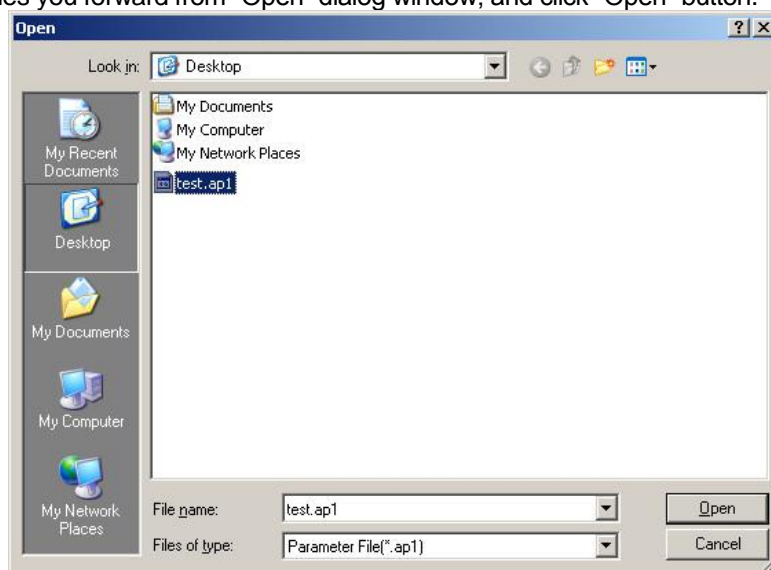 you forward from "Open" dialog window, and click "Open" button.
Open
Look in: Desktop
My Documents
My Computer
My Network Places
test.ap1
My Recent
Documents
Desktop
My Documents
My Computer
My Network
Places
File name: test.ap1 Open
Files of type: Parameter File(*.ap1) Cancel